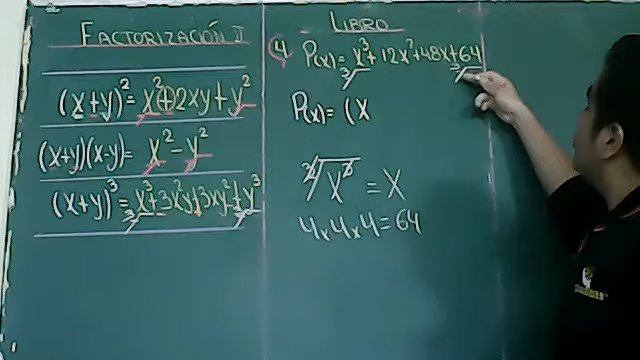 FACTORIZACIÓN II
(x+y)² = x²+2xy+y²
(x+y)(x-y)= x²-y²
(x+y)³ = x³+3x²y+3xy²+y³
LIBRO
4 P(x)= x³+12x²+48x+64
P(x)= (x
³√x³ = x
4x4x4=64